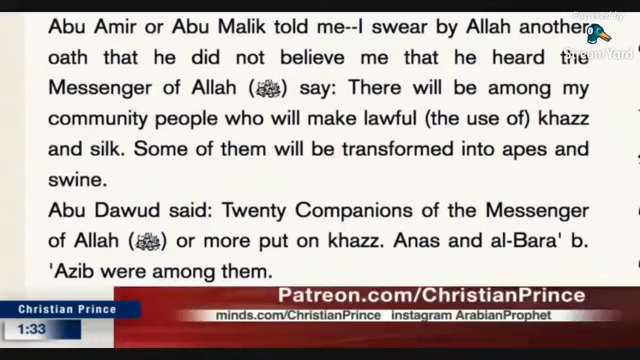 Powered by
StreamYard
Abu Amir or Abu Malik told me--I swear by Allah another
oath that he did not believe me that he heard the
Messenger of Allah (ﷺ) say: There will be among my
community people who will make lawful (the use of) khazz
and silk. Some of them will be transformed into apes and
swine.
Abu Dawud said: Twenty Companions of the Messenger
of Allah (ﷺ) or more put on khazz. Anas and al-Bara' b.
'Azib were among them.
Christian Prince
1:33
Patreon.com/ChristianPrince
minds.com/ChristianPrince instagram ArabianProphet